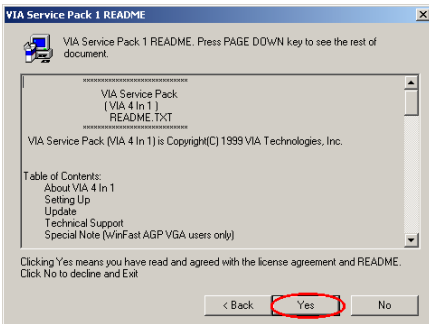 VIA Service Pack 1 README
VIA Service Pack 1 README. Press PAGE DOWN key to see the rest of
document.
****************************
VIA Service Pack
( VIA 4 In 1 )
README.TXT
****************************
VIA Service Pack (VIA 4 In 1) is Copyright(C) 1999 VIA Technologies, Inc.
Table of Contents:
About VIA 4 In 1
Setting Up
Update
Technical Support
Special Note (WinFast AGP VGA users only)
Clicking Yes means you have read and agreed with the license agreement and README.
Click No to decline and Exit
< Back Yes No